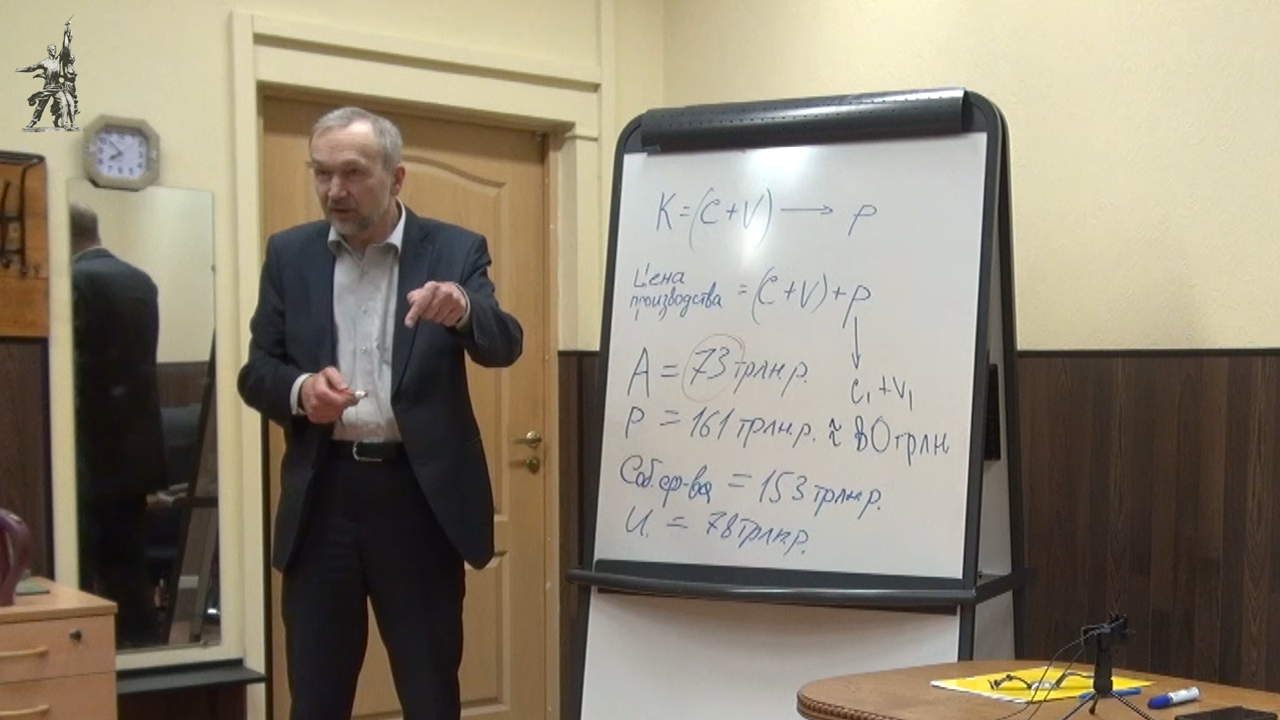 K = (C + V) → P
Цена
производства = (C + V) + P
↓
A = 73 трлн.р. C₁ + V₁
P = 161 трлн.р. ≈ 80 трлн
Соб.ср-ва = 153 трлн.р.
И. = 78 трлн.р.